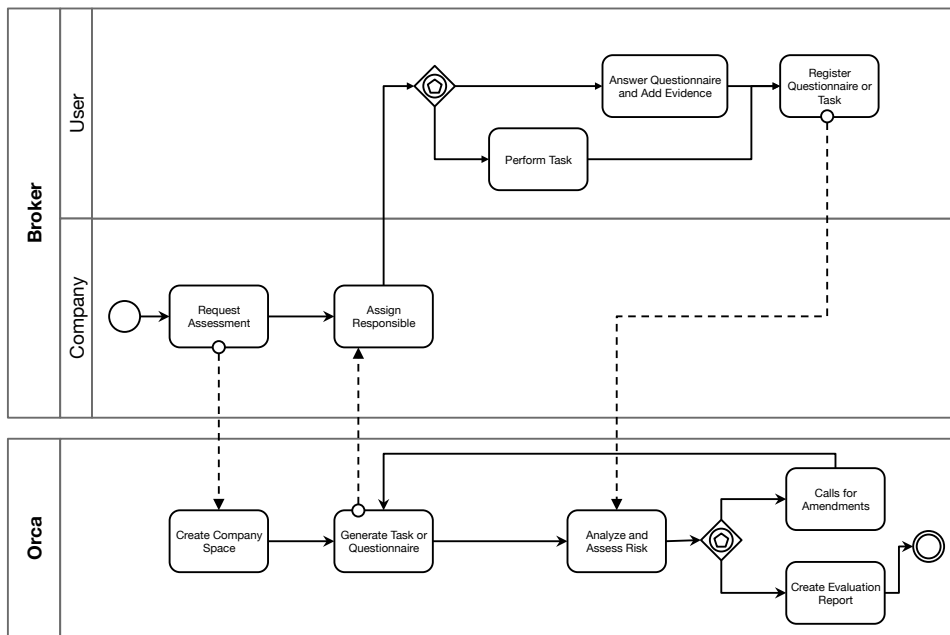 Broker
User
Answer Questionnaire
and Add Evidence
Register
Questionnaire or
Task
Perform Task
Company
Request
Assessment
Assign
Responsible
Orca
Create Company
Space
Generate Task or
Questionnaire
Analyze and
Assess Risk
Calls for
Amendments
Create Evaluation
Report